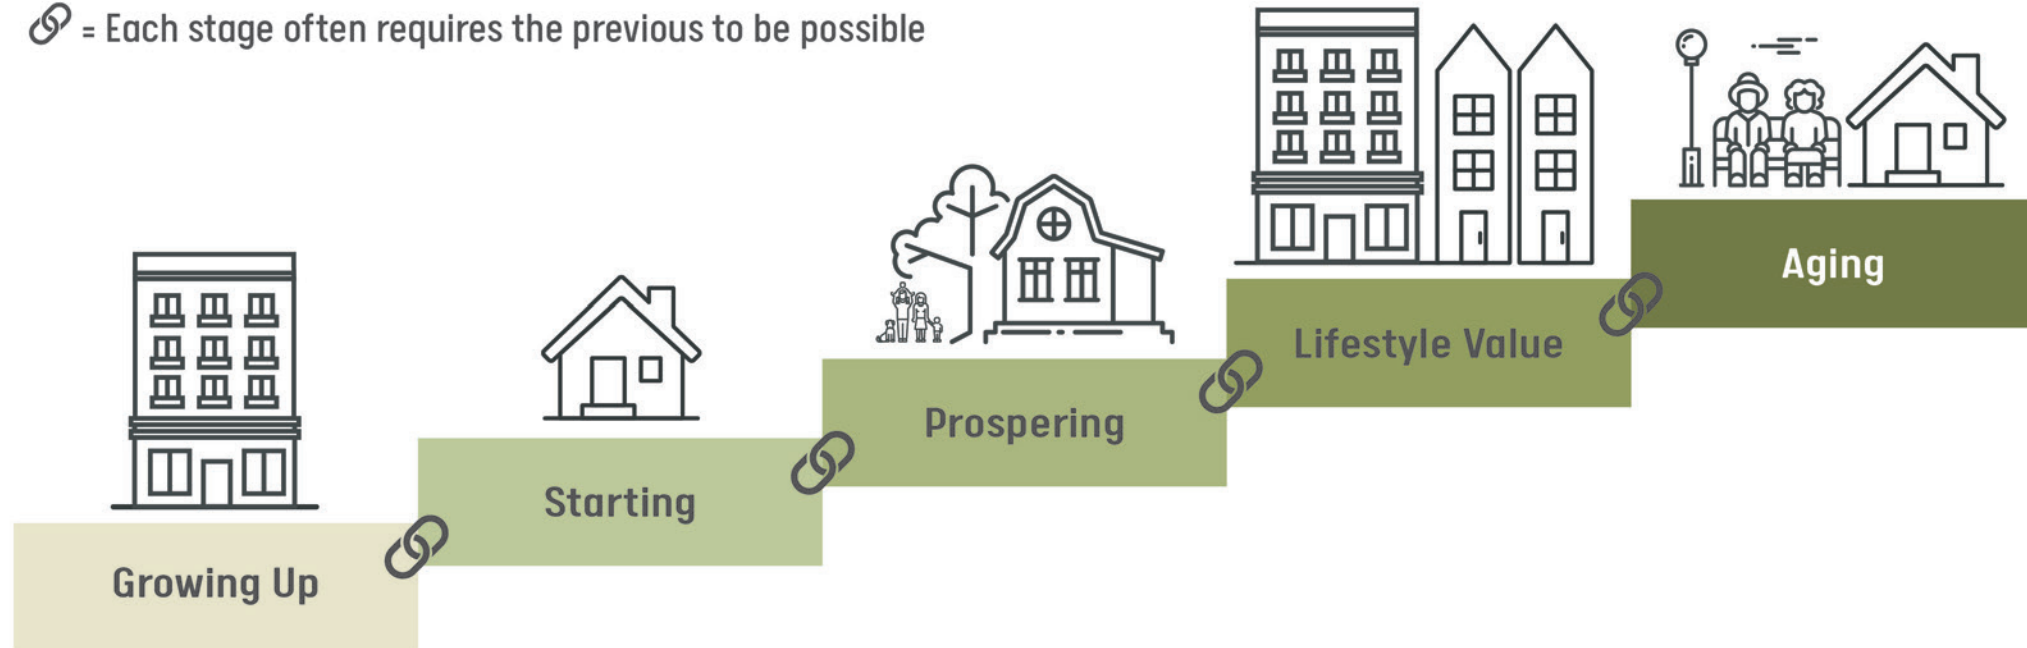 = Each stage often requires the previous to be possible
Growing Up
Starting
Prospering
Lifestyle Value
Aging